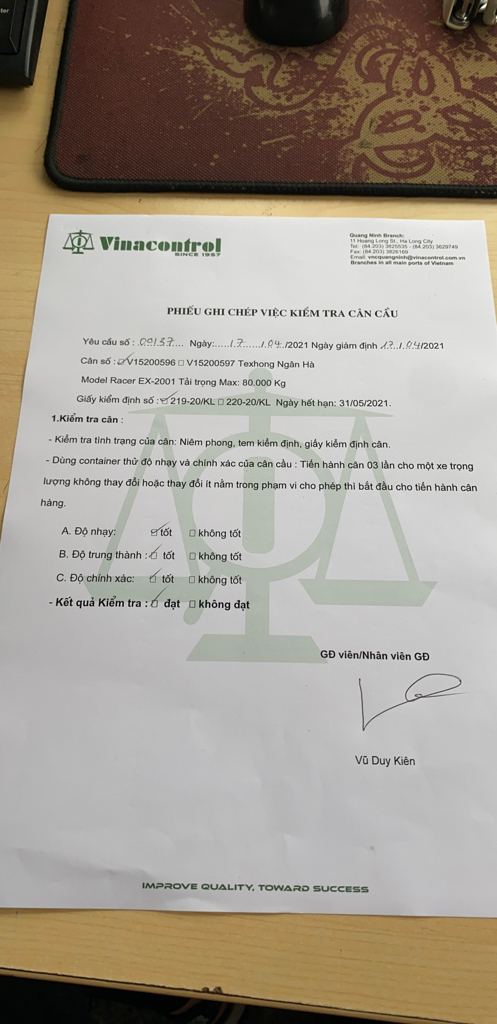 Vinacontrol
SINCE 1957
Quang Ninh Branch:
11 Hoang Long St., Ha Long City
Tel: (84.203) 3825535 - (84.203) 3629749
Fax: (84.203) 3826169
Email: vncquangninh@vinacontrol.com.vn
Branches in all main ports of Vietnam
PHIẾU GHI CHÉP VIỆC KIỂM TRA CÂN CẦU
Yêu cầu số : .00157... Ngày:.....17...../.04../2021 Ngày giám định .17./.04/2021
Cân số : ☑ V15200596 □ V15200597 Texhong Ngân Hà
Model Racer EX-2001 Tải trọng Max: 80.000 Kg
Giấy kiểm định số: ☑ 219-20/KL □ 220-20/KL Ngày hết hạn: 31/05/2021.
1.Kiểm tra cân :
- Kiểm tra tình trạng của cân: Niêm phong, tem kiểm định, giấy kiểm định cân.
- Dùng container thử độ nhạy và chính xác của cân cầu : Tiến hành cân 03 lần cho một xe trọng
lượng không thay đổi hoặc thay đổi ít nằm trong phạm vi cho phép thì bắt đầu cho tiến hành cân
hàng.
A. Độ nhạy: ☑ tốt □ không tốt
B. Độ trung thành : ☑ tốt □ không tốt
C. Độ chính xác: ☑ tốt □ không tốt
- Kết quả Kiểm tra : ☑ đạt □ không đạt
GĐ viên/Nhân viên GĐ
Vũ Duy Kiên
IMPROVE QUALITY, TOWARD SUCCESS